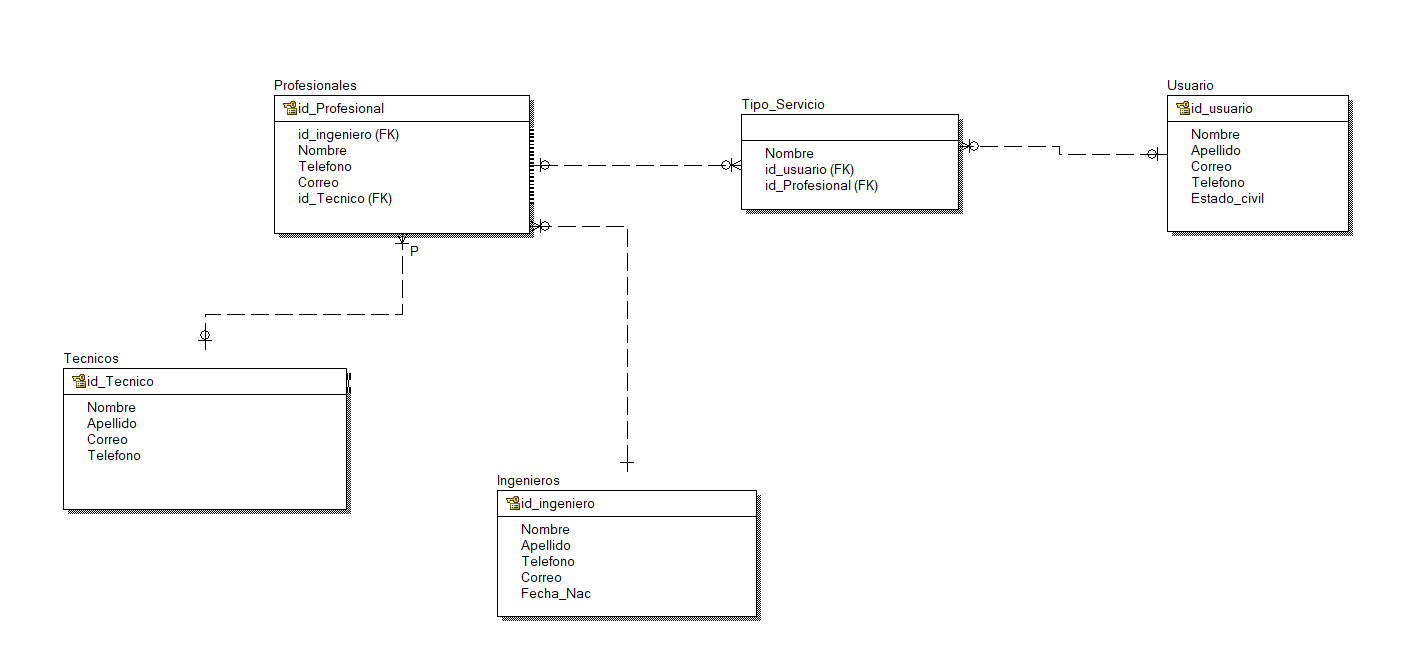 Profesionales
id_Profesional
id_ingeniero (FK)
Nombre
Telefono
Correo
id_Tecnico (FK)
P
Tipo_Servicio
Nombre
id_usuario (FK)
id_Profesional (FK)
Usuario
id_usuario
Nombre
Apellido
Correo
Telefono
Estado_civil
Tecnicos
id_Tecnico
Nombre
Apellido
Correo
Telefono
Ingenieros
id_ingeniero
Nombre
Apellido
Telefono
Correo
Fecha_Nac